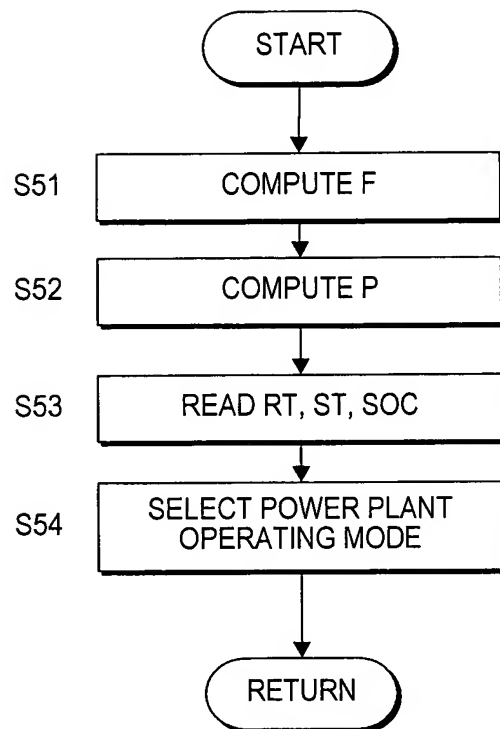 START
S51
COMPUTE F
S52
COMPUTE P
S53
READ RT, ST, SOC
S54
SELECT POWER PLANT
OPERATING MODE
RETURN